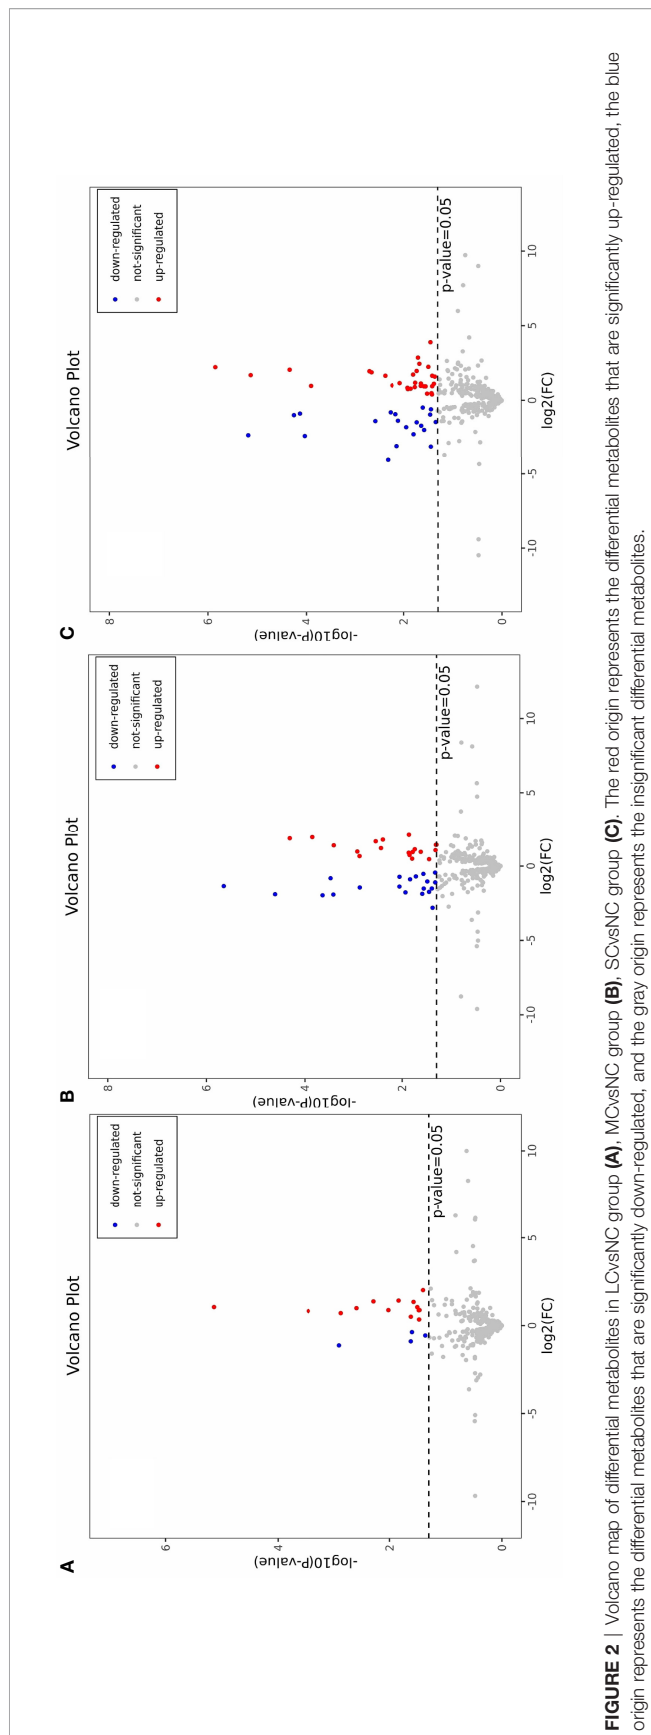 A
Volcano Plot
down-regulated
not-significant
up-regulated
p-value=0.05
-log10(P-value)
6
4
2
0
-10
-5
0
5
10
log2(FC)
B
Volcano Plot
down-regulated
not-significant
up-regulated
p-value=0.05
-log10(P-value)
8
6
4
2
0
-10
-5
0
5
10
log2(FC)
C
Volcano Plot
down-regulated
not-significant
up-regulated
p-value=0.05
-log10(P-value)
8
6
4
2
0
-10
-5
0
5
10
log2(FC)
FIGURE 2 | Volcano map of differential metabolites in LCvsNC group (A), MCvsNC group (B), SCvsNC group (C). The red origin represents the differential metabolites that are significantly up-regulated, the blue
origin represents the differential metabolites that are significantly down-regulated, and the gray origin represents the insignificant differential metabolites.